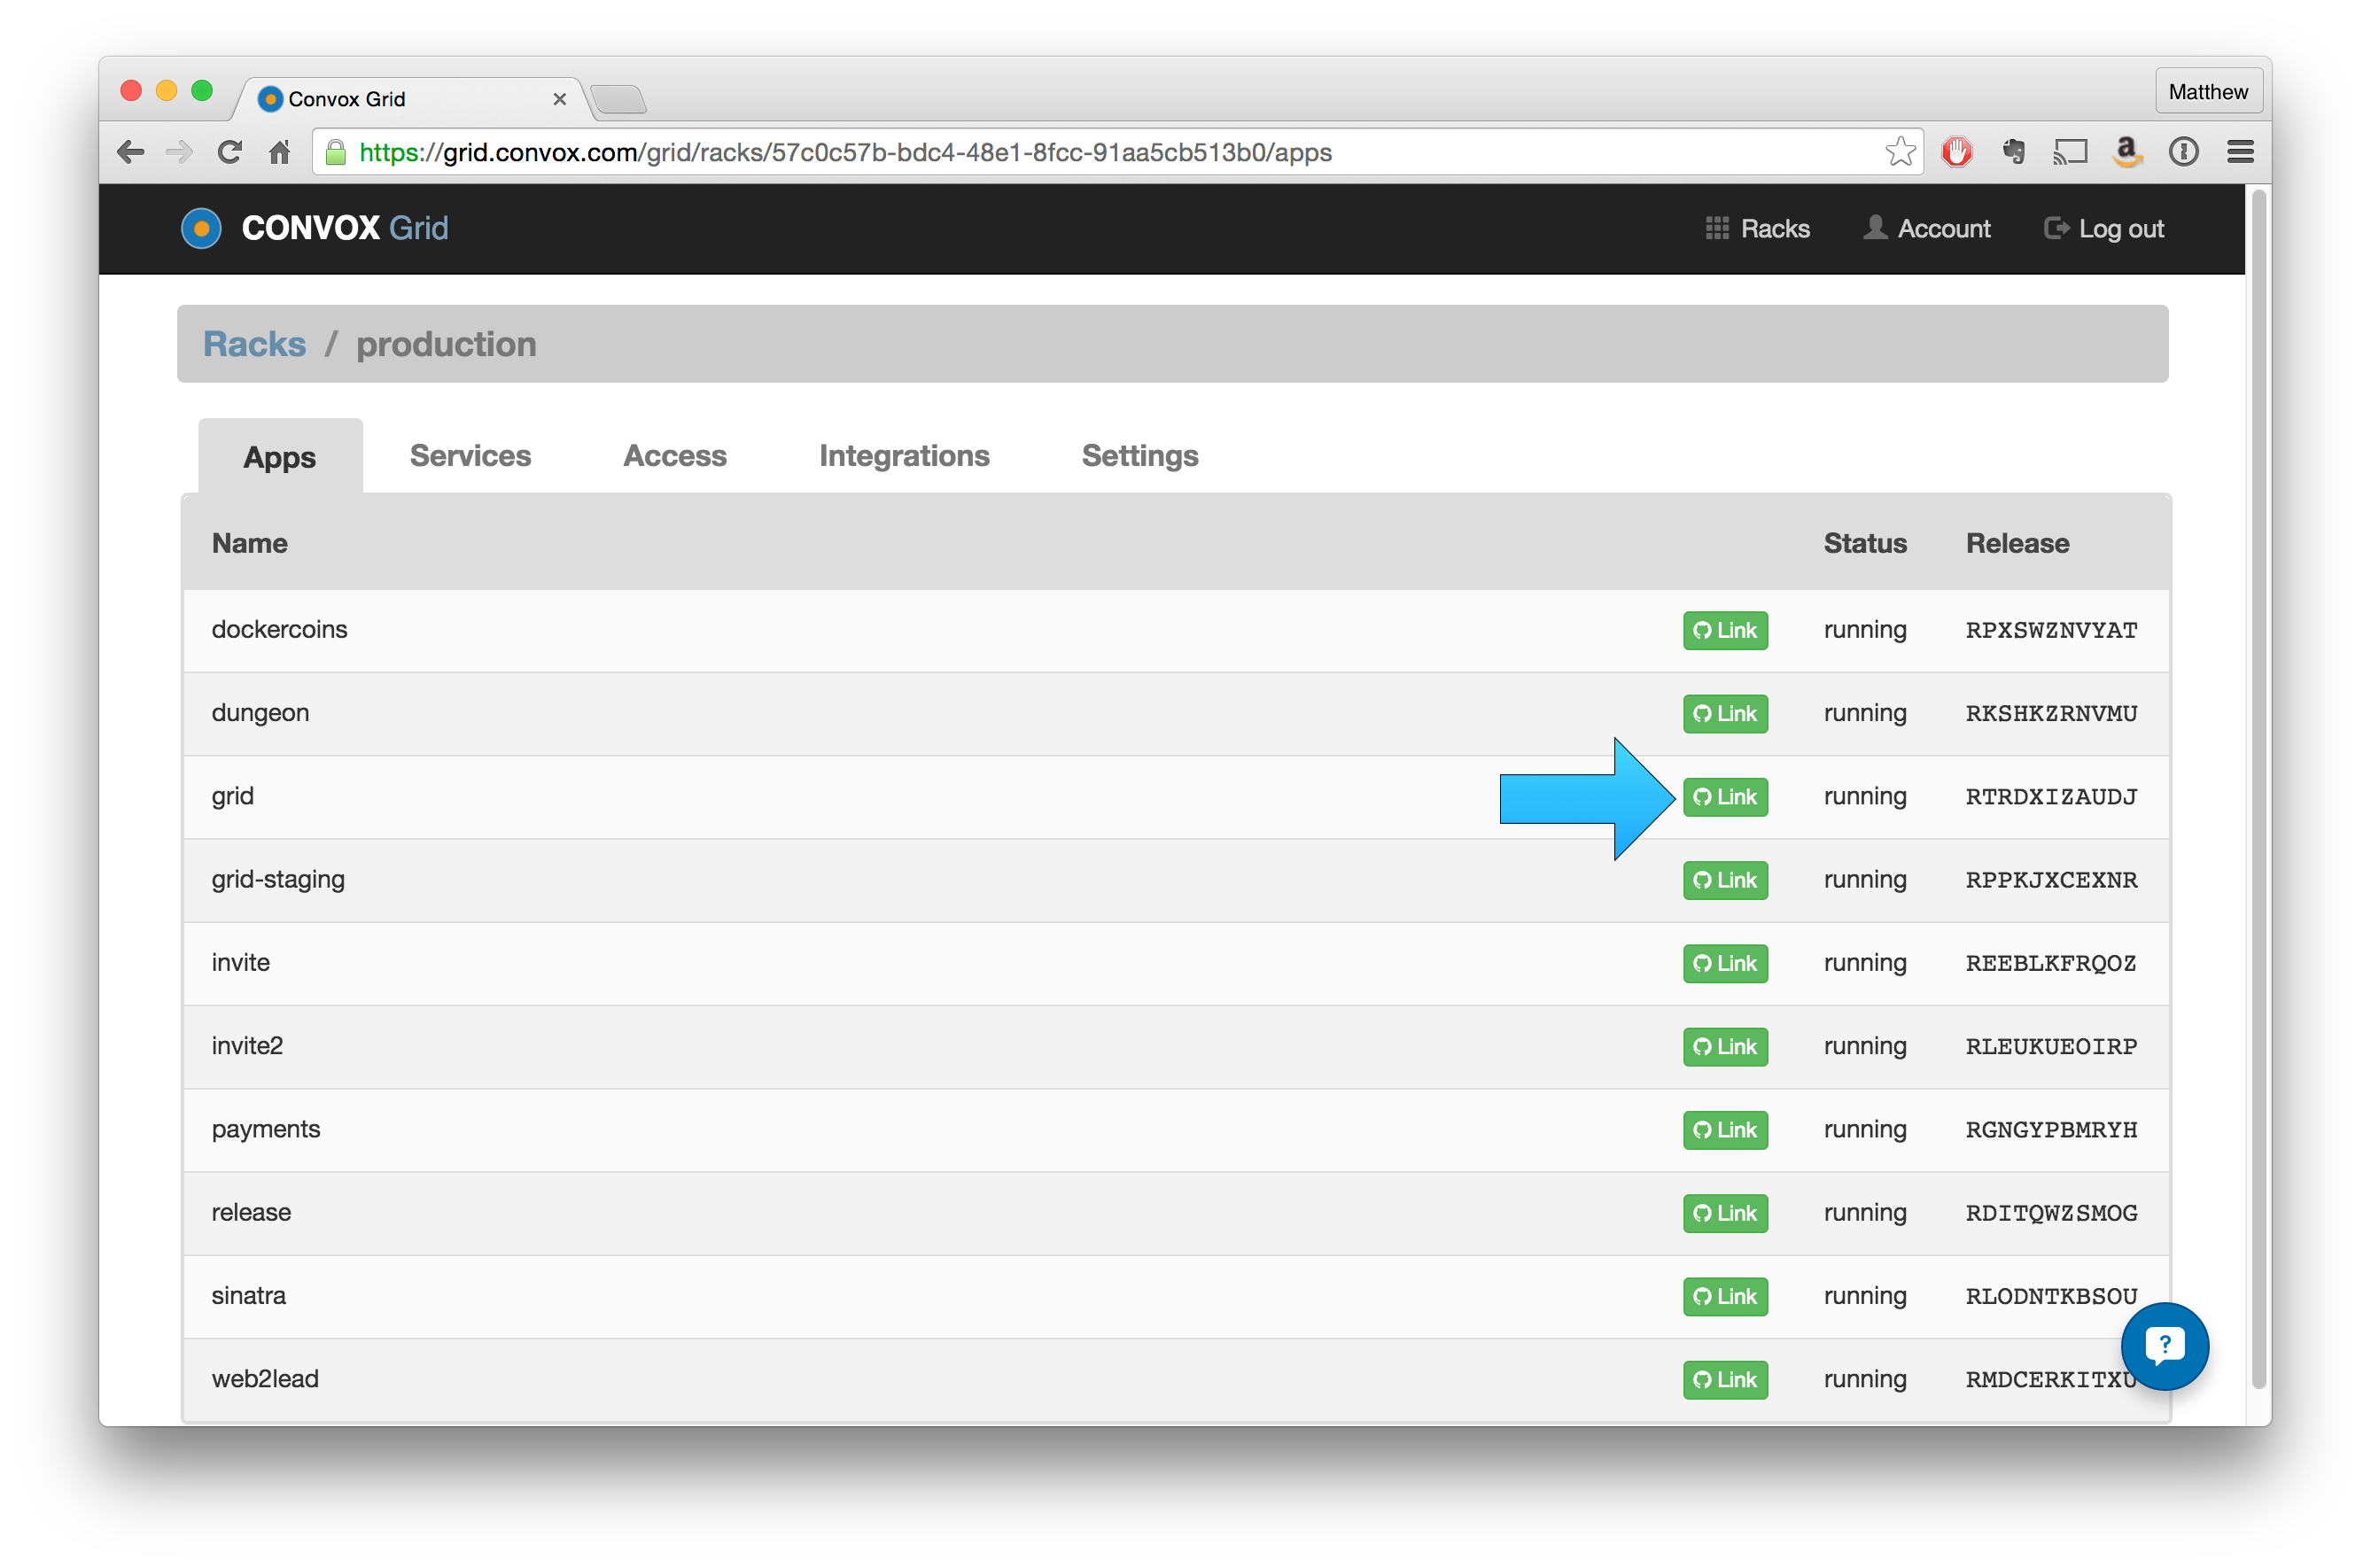 Convox Grid
Matthew
https://grid.convox.com/grid/racks/57c0c57b-bdc4-48e1-8fcc-91aa5cb513b0/apps
CONVOX Grid Racks Account Log out
Racks / production
Apps Services Access Integrations Settings
Name Status Release
dockercoins Link running RPXSWZNVYAT
dungeon Link running RKSHKZRNVMU
grid Link running RTRDXIZAUDJ
grid-staging Link running RPPKJXCEXNR
invite Link running REEBLKFRQOZ
invite2 Link running RLEUKUEOIRP
payments Link running RGNGYPBMRYH
release Link running RDITQWZSMOG
sinatra Link running RLODNTKBSOU
web2lead Link running RMDCERKITXU